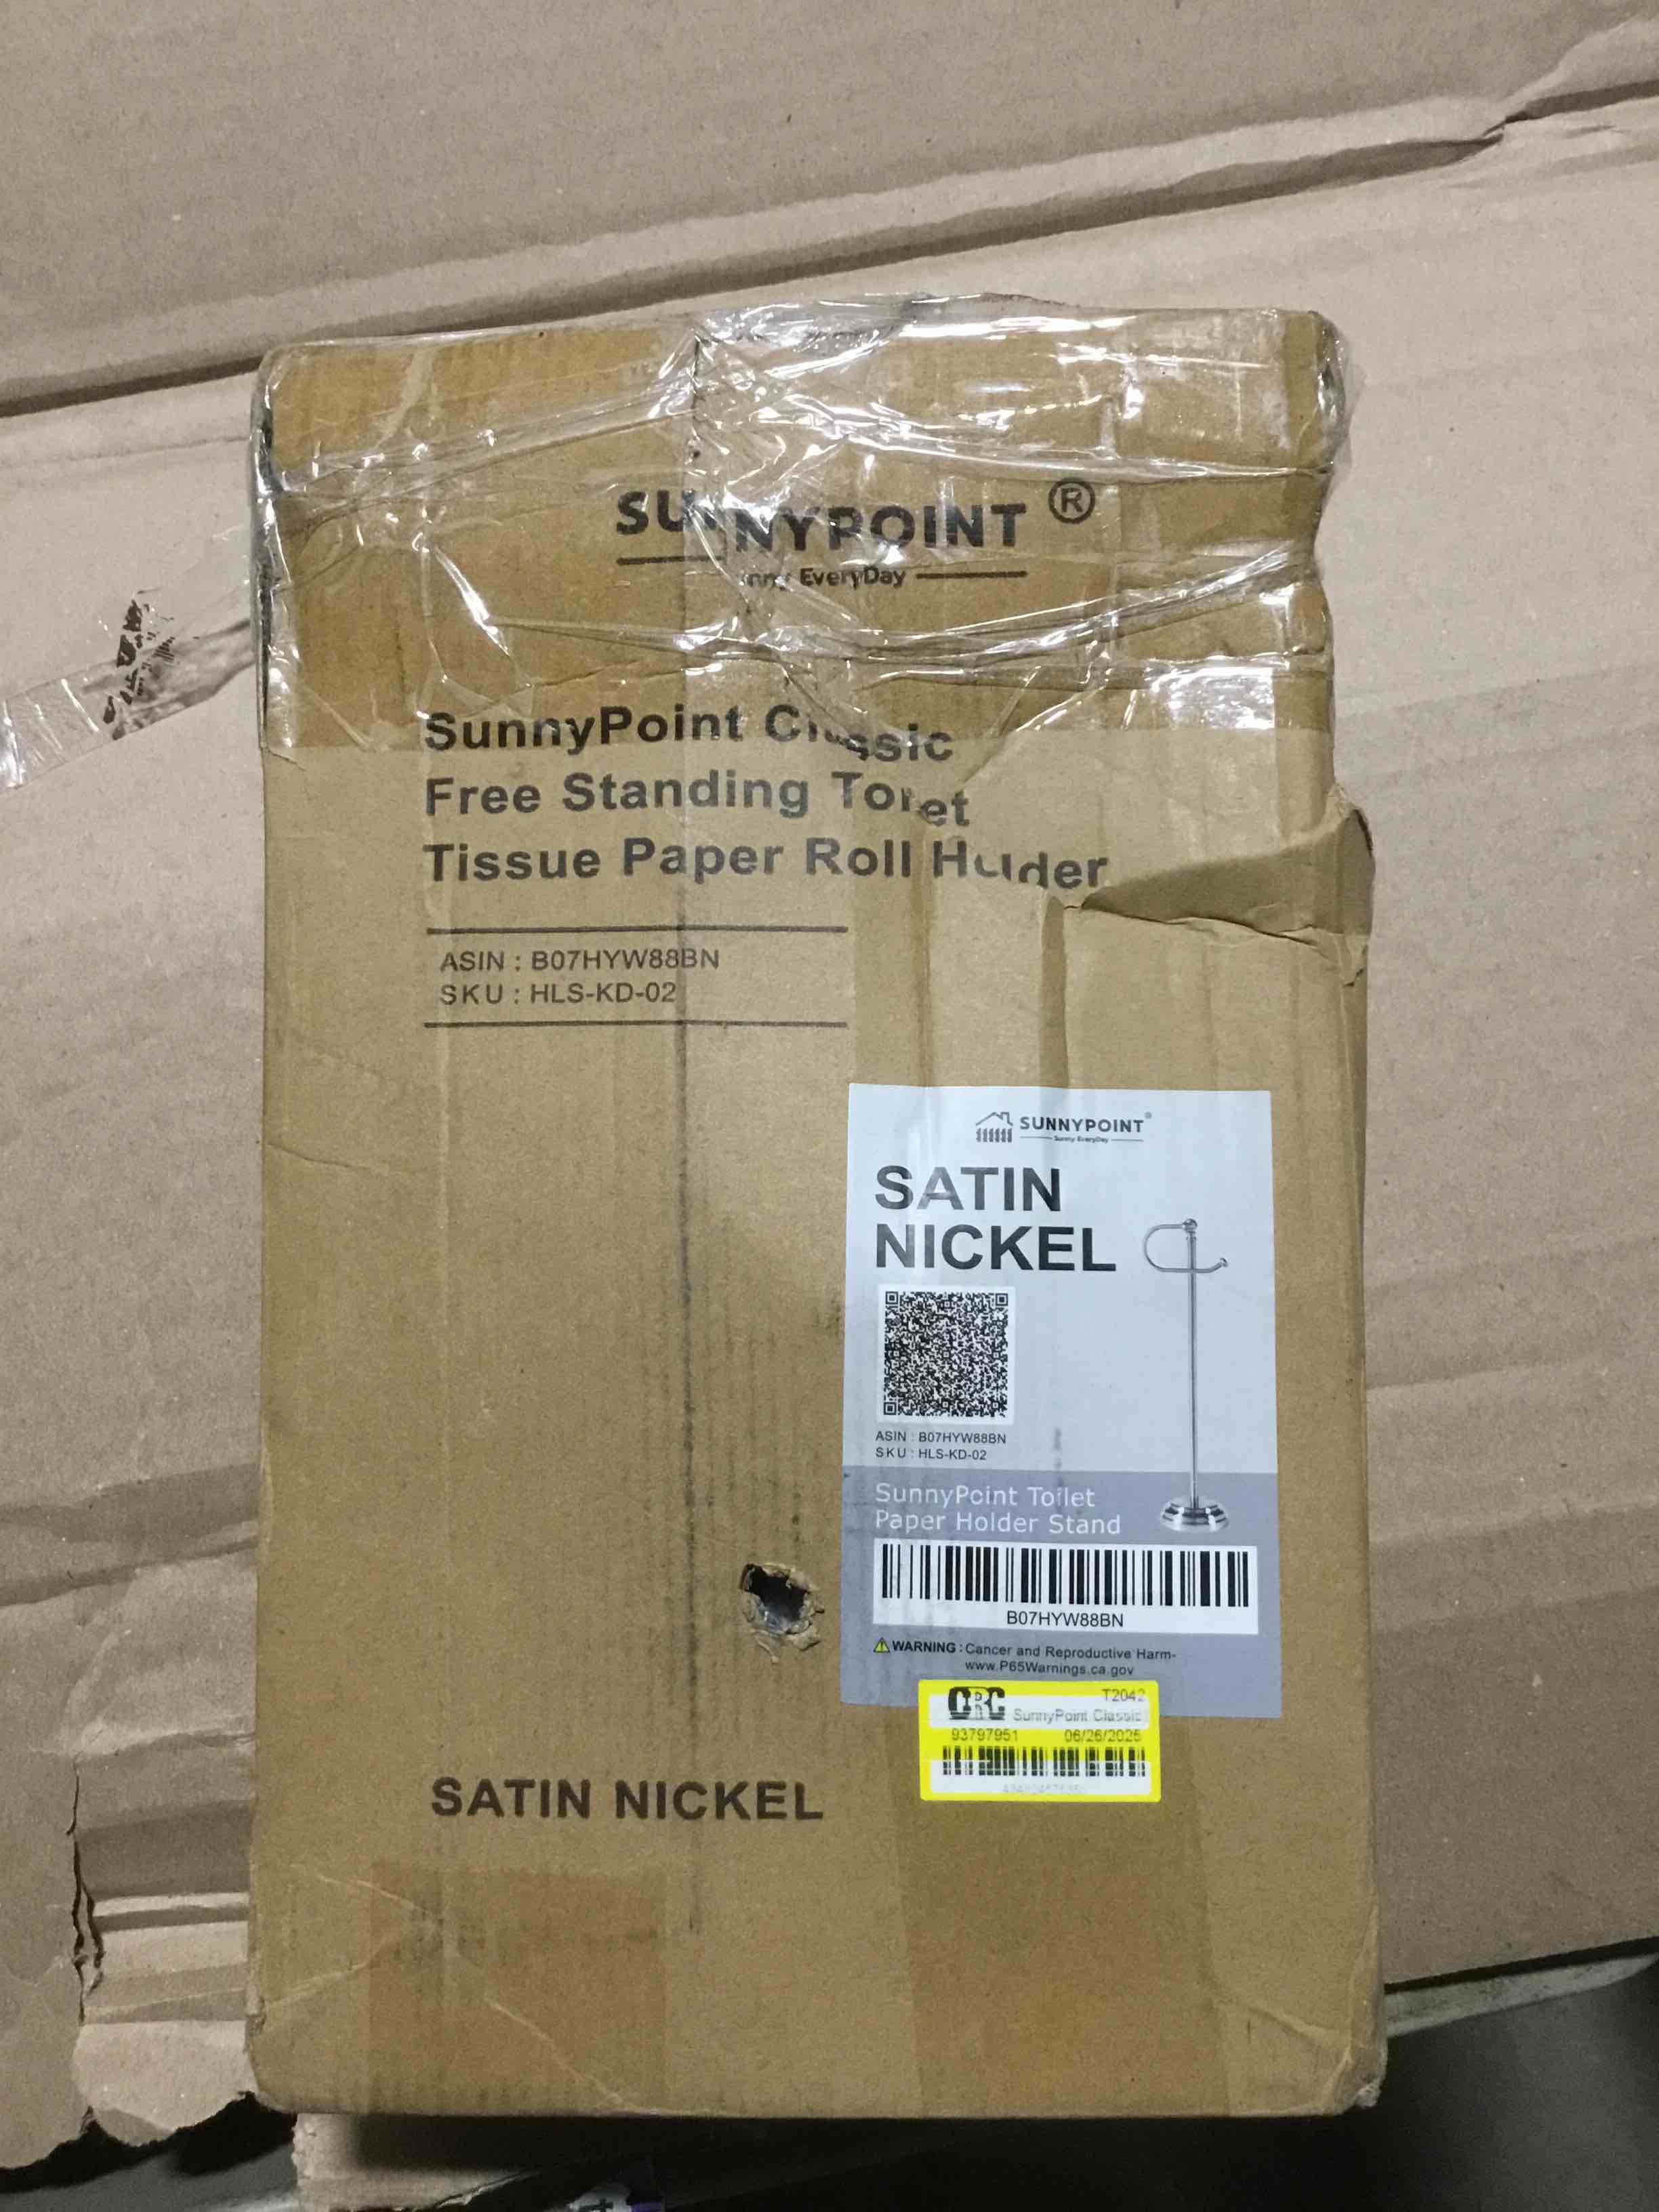 SUNNYPOINT ®
EveryDay
SunnyPoint Classic
Free Standing Toilet
Tissue Paper Roll Holder
ASIN : B07HYW88BN
SKU : HLS-KD-02
SUNNYPOINT®
Sunny EveryDay
SATIN
NICKEL
ASIN : B07HYW88BN
SKU : HLS-KD-02
SunnyPoint Toilet
Paper Holder Stand
B07HYW88BN
WARNING : Cancer and Reproductive Harm-
www.P65Warnings.ca.gov
CRC T2042
SunnyPoint Classic
93797951 06/26/2025
SATIN NICKEL